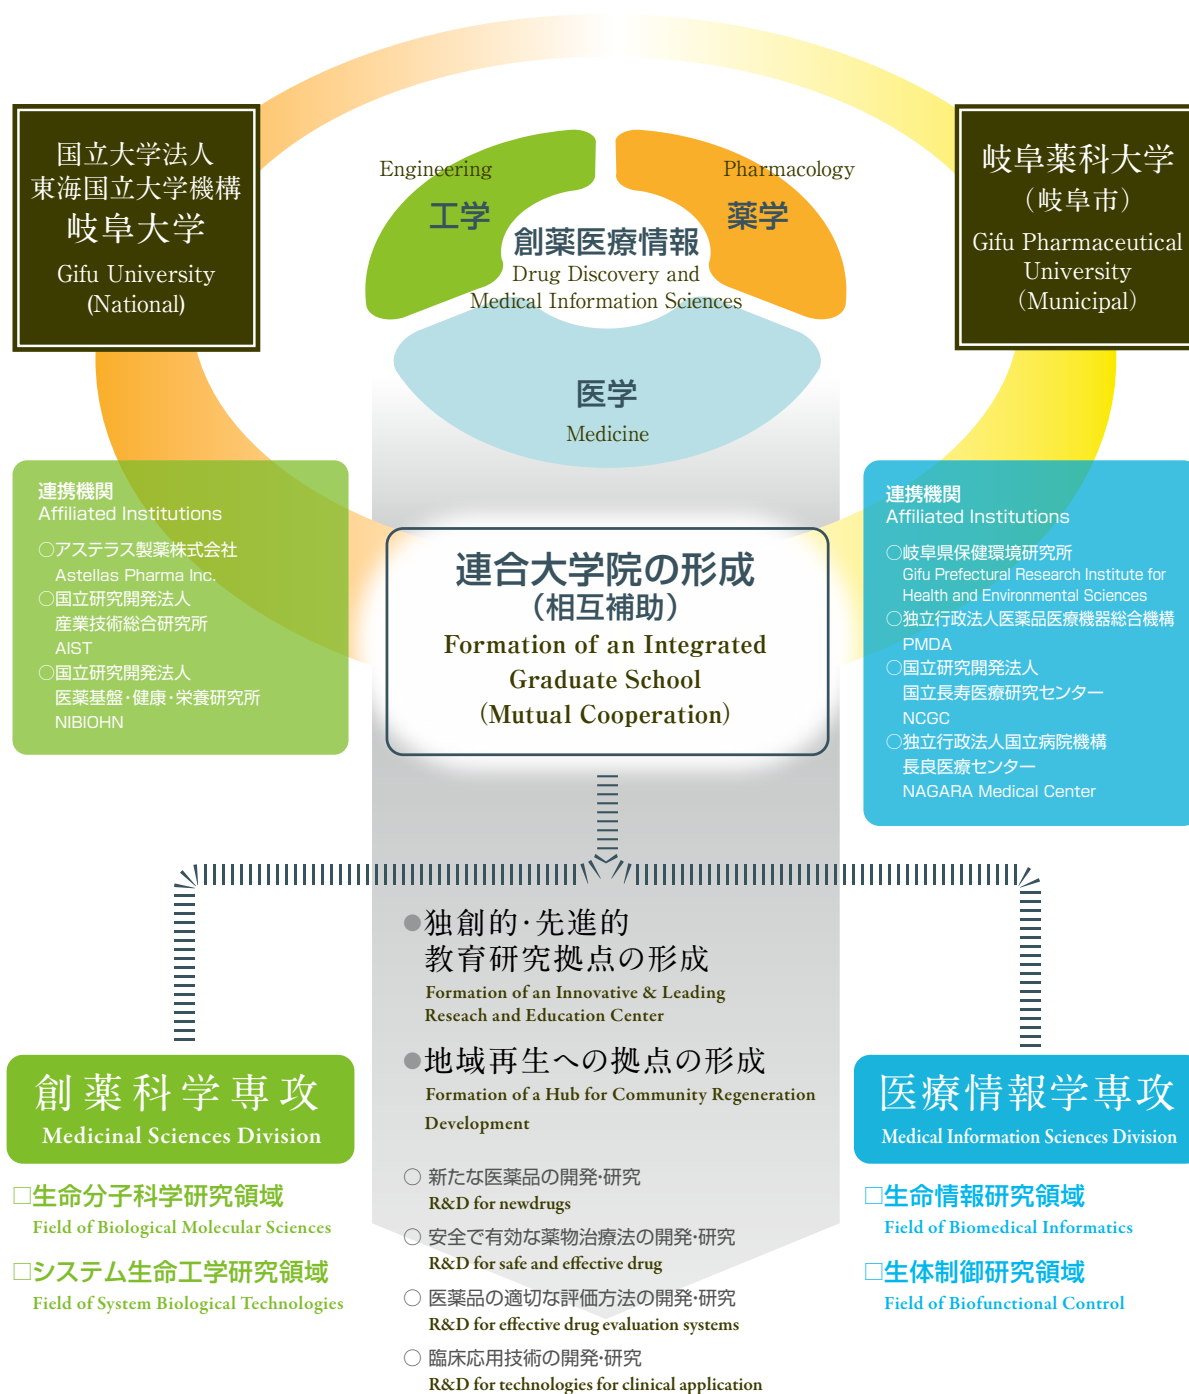 国立大学法人
東海国立大学機構
岐阜大学
Gifu University
(National)
Engineering
工学
Pharmacology
薬学
創薬医療情報
Drug Discovery and
Medical Information Sciences
医学
Medicine
岐阜薬科大学
（岐阜市）
Gifu Pharmaceutical
University
（Municipal）
連携機関
Affiliated Institutions
○アステラス製薬株式会社
Astellas Pharma Inc.
○国立研究開発法人
産業技術総合研究所
AIST
○国立研究開発法人
医薬基盤・健康・栄養研究所
NIBIOHN
連合大学院の形成
（相互補助）
Formation of an Integrated
Graduate School
(Mutual Cooperation)
連携機関
Affiliated Institutions
○岐阜県保健環境研究所
Gifu Prefectural Research Institute for
Health and Environmental Sciences
○独立行政法人医薬品医療機器総合機構
PMDA
○国立研究開発法人
国立長寿医療研究センター
NCGC
○独立行政法人国立病院機構
長良医療センター
NAGARA Medical Center
●独創的・先進的
教育研究拠点の形成
Formation of an Innovative & Leading
Reseach and Education Center
●地域再生への拠点の形成
Formation of a Hub for Community Regeneration
Development
○ 新たな医薬品の開発・研究
R&D for newdrugs
○ 安全で有効な薬物治療法の開発・研究
R&D for safe and effective drug
○ 医薬品の適切な評価方法の開発・研究
R&D for effective drug evaluation systems
○ 臨床応用技術の開発・研究
R&D for technologies for clinical application
創薬科学専攻
Medicinal Sciences Division
□生命分子科学研究領域
Field of Biological Molecular Sciences
□システム生命工学研究領域
Field of System Biological Technologies
医療情報学専攻
Medical Information Sciences Division
□生命情報研究領域
Field of Biomedical Informatics
□生体制御研究領域
Field of Biofunctional Control